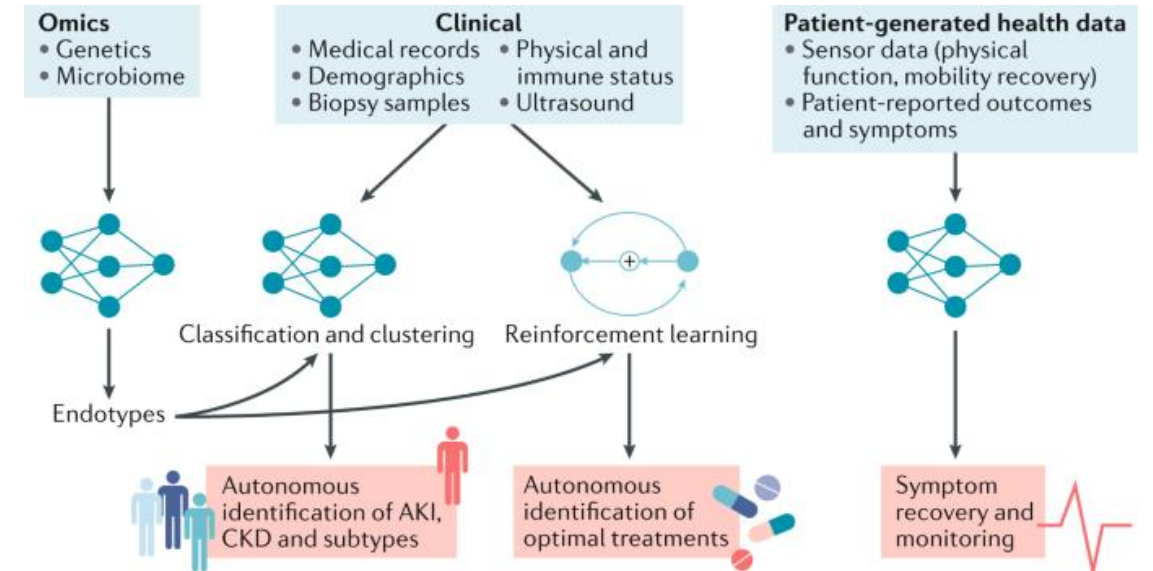 Omics
• Genetics
• Microbiome
Clinical
• Medical records
• Demographics
• Biopsy samples
• Physical and
immune status
• Ultrasound
Patient-generated health data
• Sensor data (physical
function, mobility recovery)
• Patient-reported outcomes
and symptoms
+
Classification and clustering
Reinforcement learning
Endotypes
Autonomous
identification of AKI,
CKD and subtypes
Autonomous
identification of
optimal treatments
Symptom
recovery and
monitoring